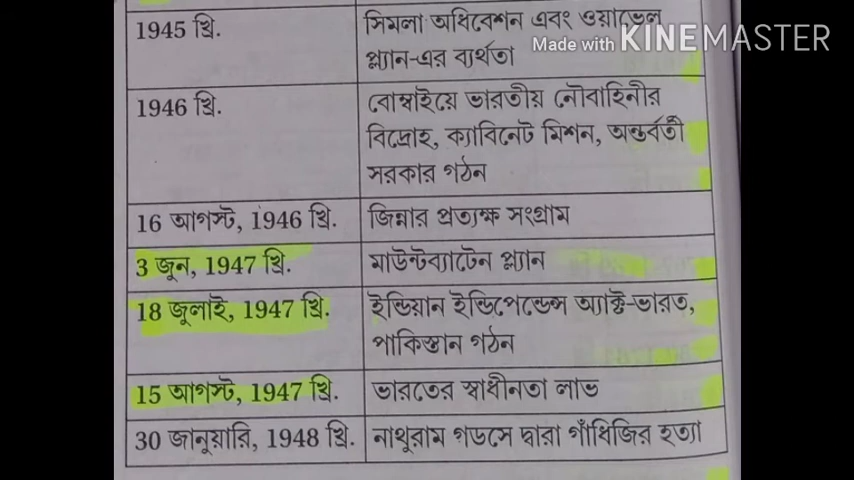 1945 খ্রি. সিমলা অধিবেশন এবং ওয়াভেল
Made with KINEMASTER
প্ল্যান-এর ব্যর্থতা
1946 খ্রি. বোম্বাইয়ে ভারতীয় নৌবাহিনীর
বিদ্রোহ, ক্যাবিনেট মিশন, অন্তর্বর্তী
সরকার গঠন
16 আগস্ট, 1946 খ্রি. জিন্নার প্রত্যক্ষ সংগ্রাম
3 জুন, 1947 খ্রি. মাউন্টব্যাটেন প্ল্যান
18 জুলাই, 1947 খ্রি. ইন্ডিয়ান ইন্ডিপেন্ডেন্স অ্যাক্ট-ভারত,
পাকিস্তান গঠন
15 আগস্ট, 1947 খ্রি. ভারতের স্বাধীনতা লাভ
30 জানুয়ারি, 1948 খ্রি. নাথুরাম গডসে দ্বারা গাঁধিজির হত্যা